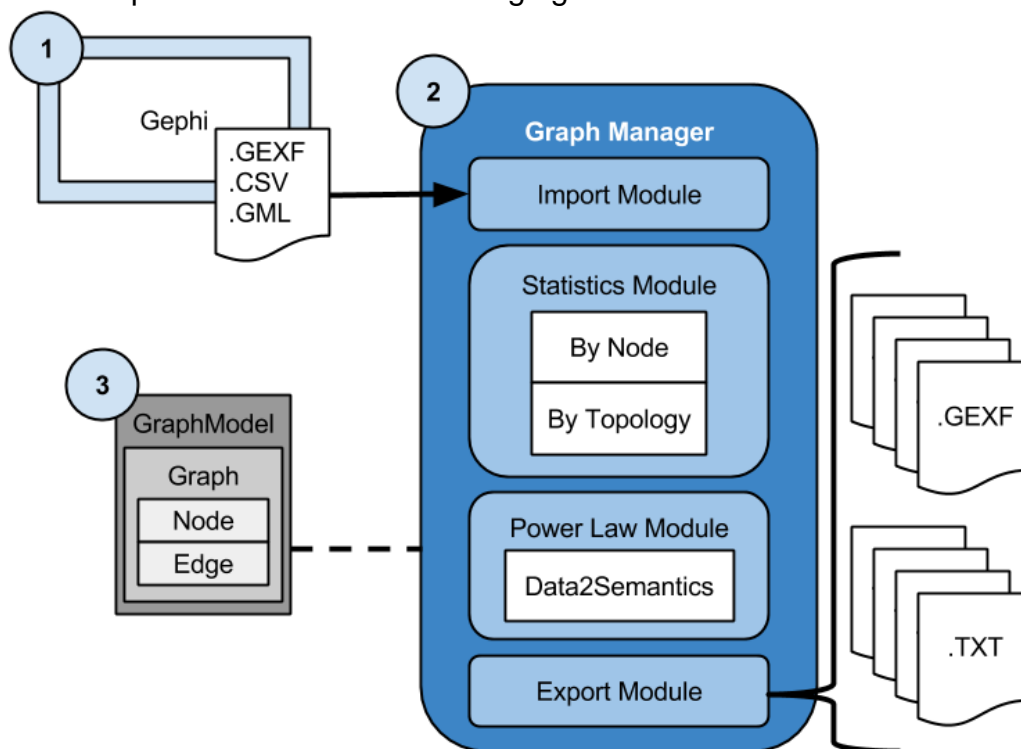 1
Gephi
.GEXF
.CSV
.GML
2
Graph Manager
Import Module
Statistics Module
By Node
By Topology
3
GraphModel
Graph
Node
Edge
Power Law Module
Data2Semantics
Export Module
.GEXF
.TXT